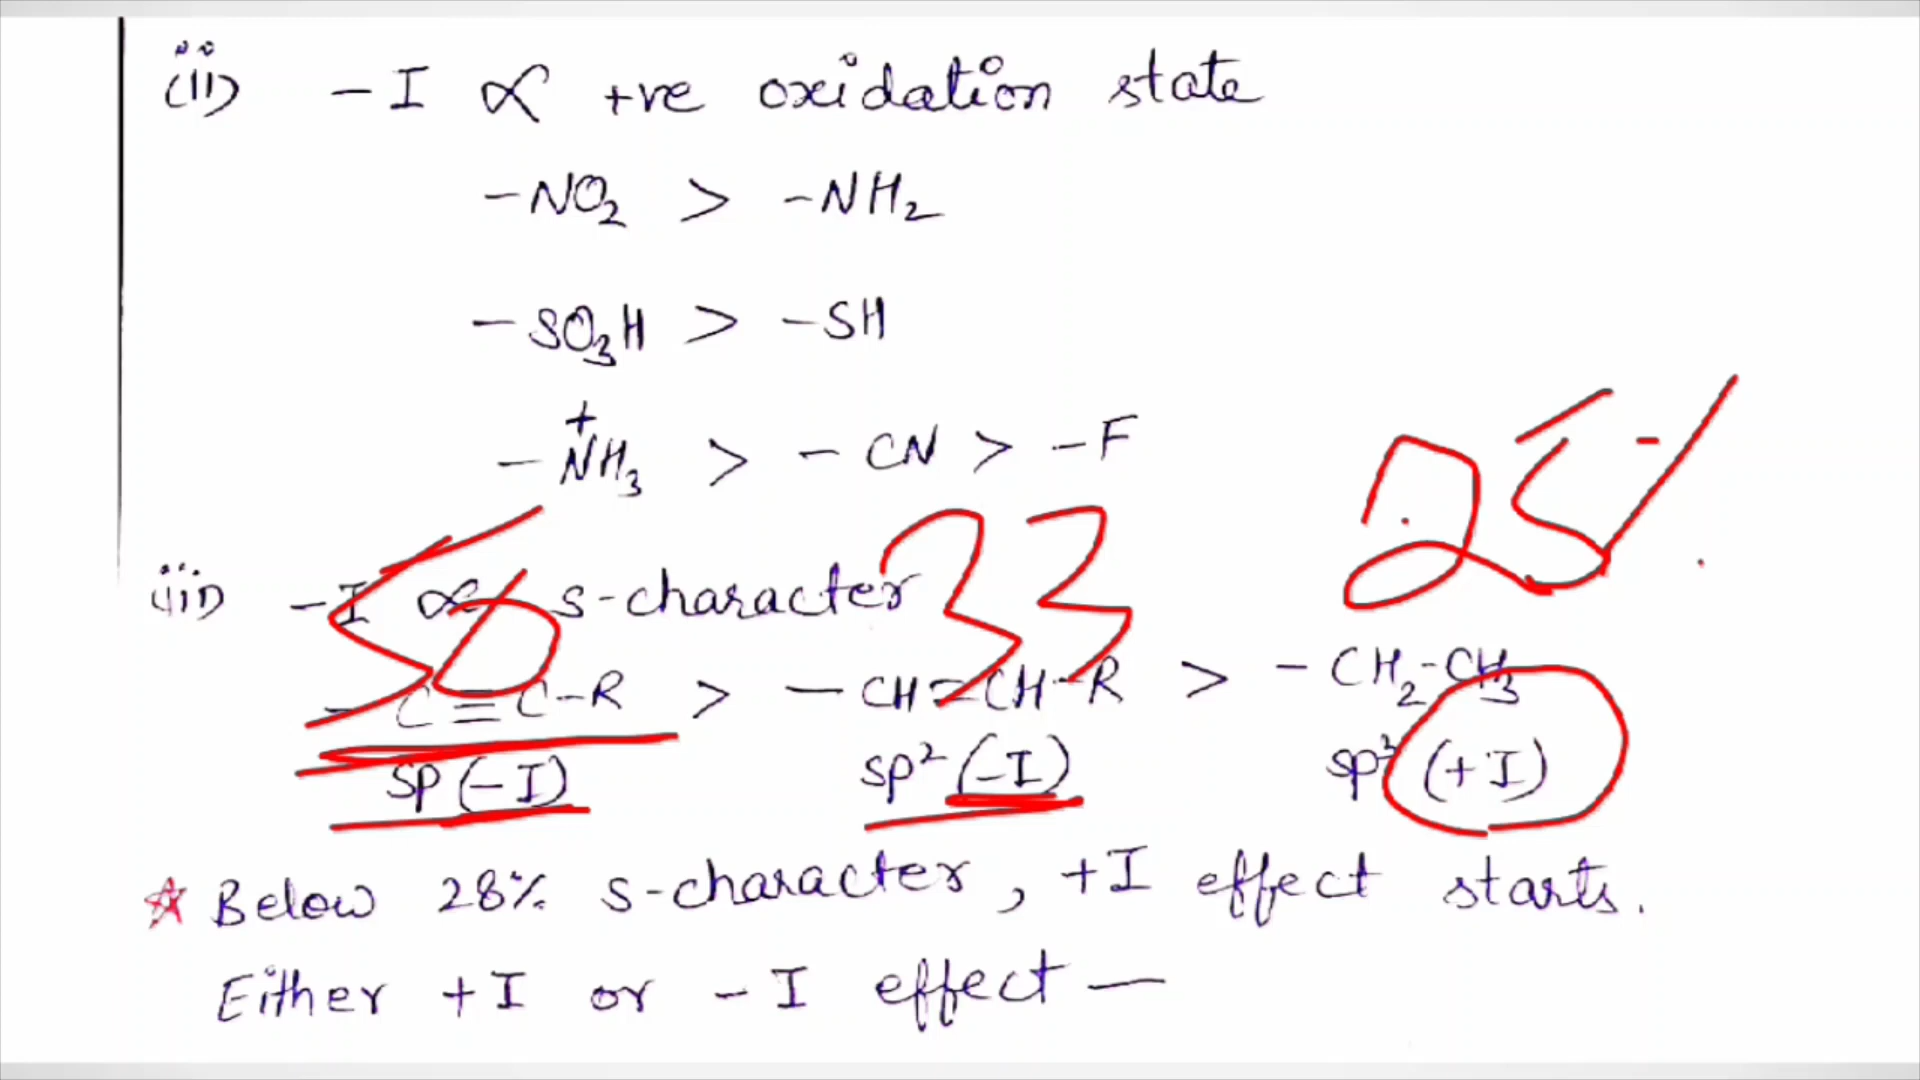 (ii) -I ∝ +ve oxidation state
-NO₂ > -NH₂
-SO₃H > -SH
-N⁺H₃ > -CN > -F
25%
50 33
(iii) -I ∝ s-character
-C≡C-R > -CH=CH-R > -CH₂-CH₃
sp (-I) sp² (-I) sp³ (+I)
☆ Below 28% s-character, +I effect starts.
Either +I or -I effect —